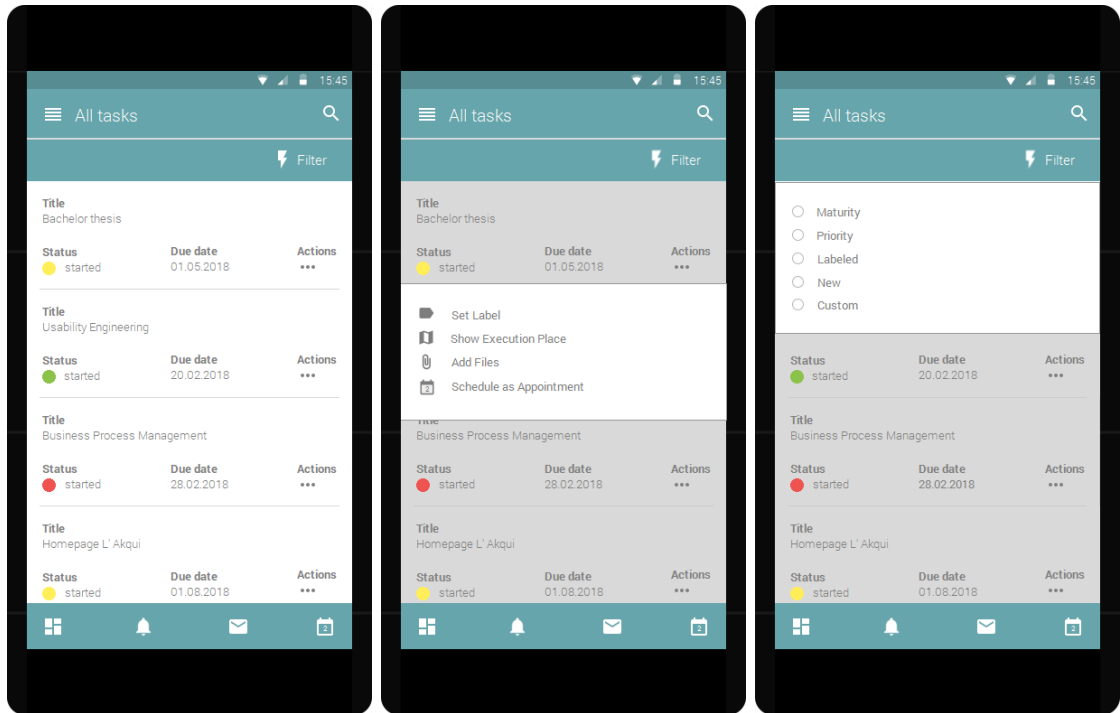 15:45
All tasks
Filter
Title
Bachelor thesis
Status Due date Actions
started 01.05.2018
Title
Usability Engineering
Status Due date Actions
started 20.02.2018
Title
Business Process Management
Status Due date Actions
started 28.02.2018
Title
Homepage L' Akqui
Status Due date Actions
started 01.08.2018
2
15:45
All tasks
Filter
Title
Bachelor thesis
Status Due date Actions
started 01.05.2018
Set Label
Show Execution Place
Add Files
2 Schedule as Appointment
Title
Business Process Management
Status Due date Actions
started 28.02.2018
Title
Homepage L' Akqui
Status Due date Actions
started 01.08.2018
2
15:45
All tasks
Filter
Maturity
Priority
Labeled
New
Custom
Status Due date Actions
started 20.02.2018
Title
Business Process Management
Status Due date Actions
started 28.02.2018
Title
Homepage L' Akqui
Status Due date Actions
started 01.08.2018
2